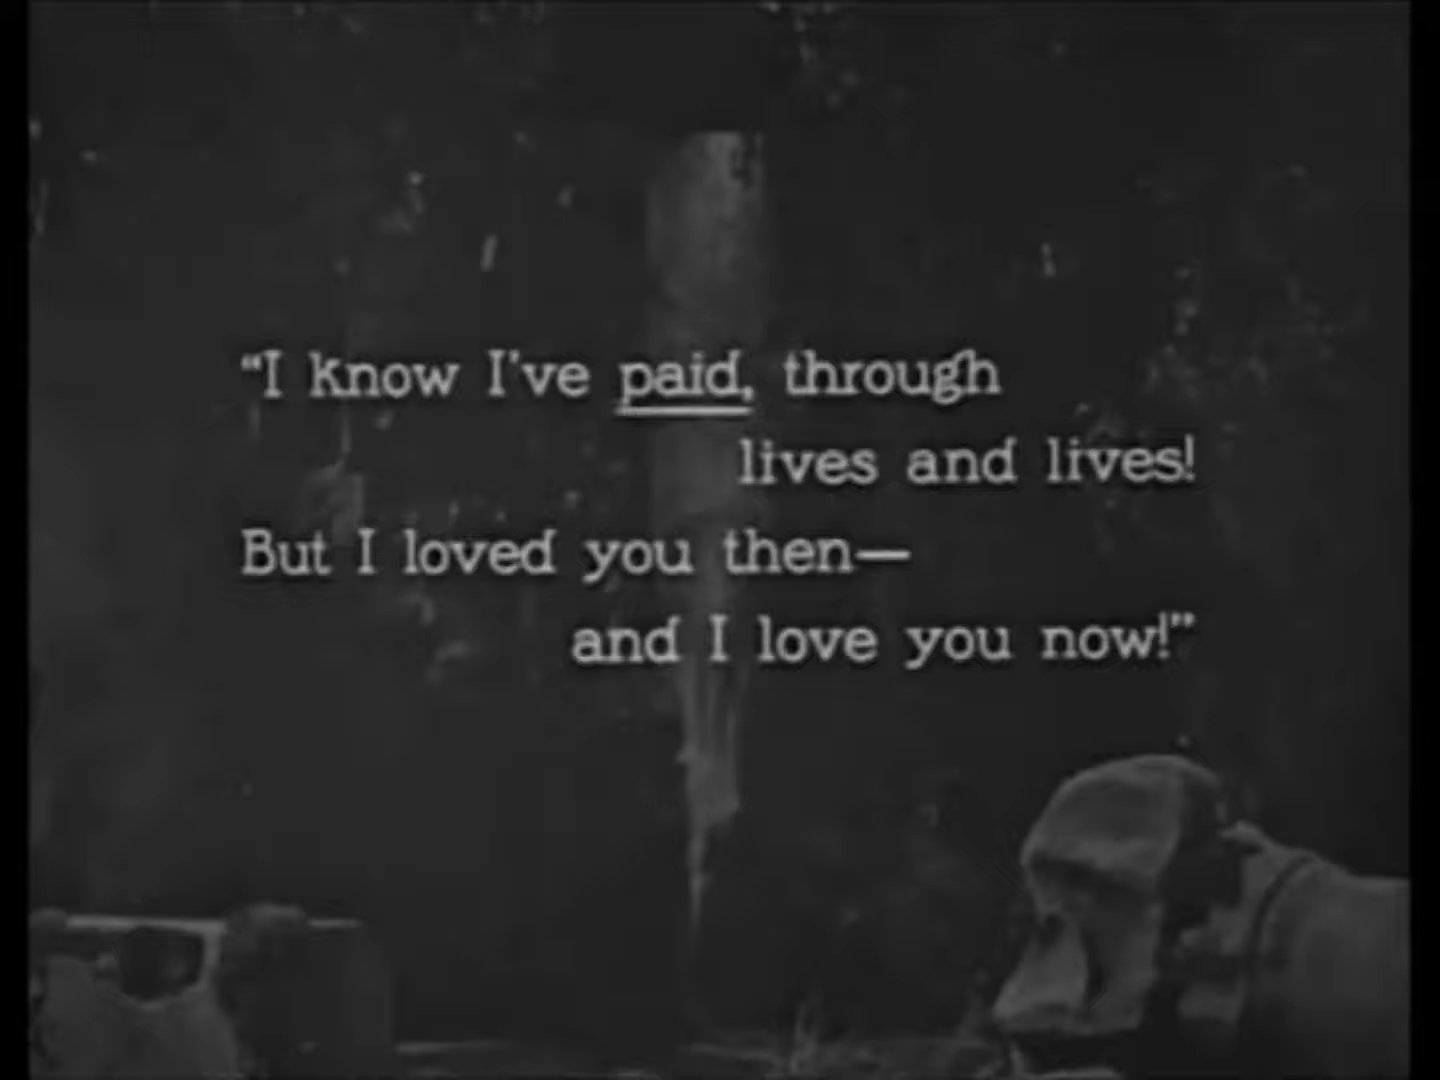 “I know I've paid, through
lives and lives!
But I loved you then—
and I love you now!”